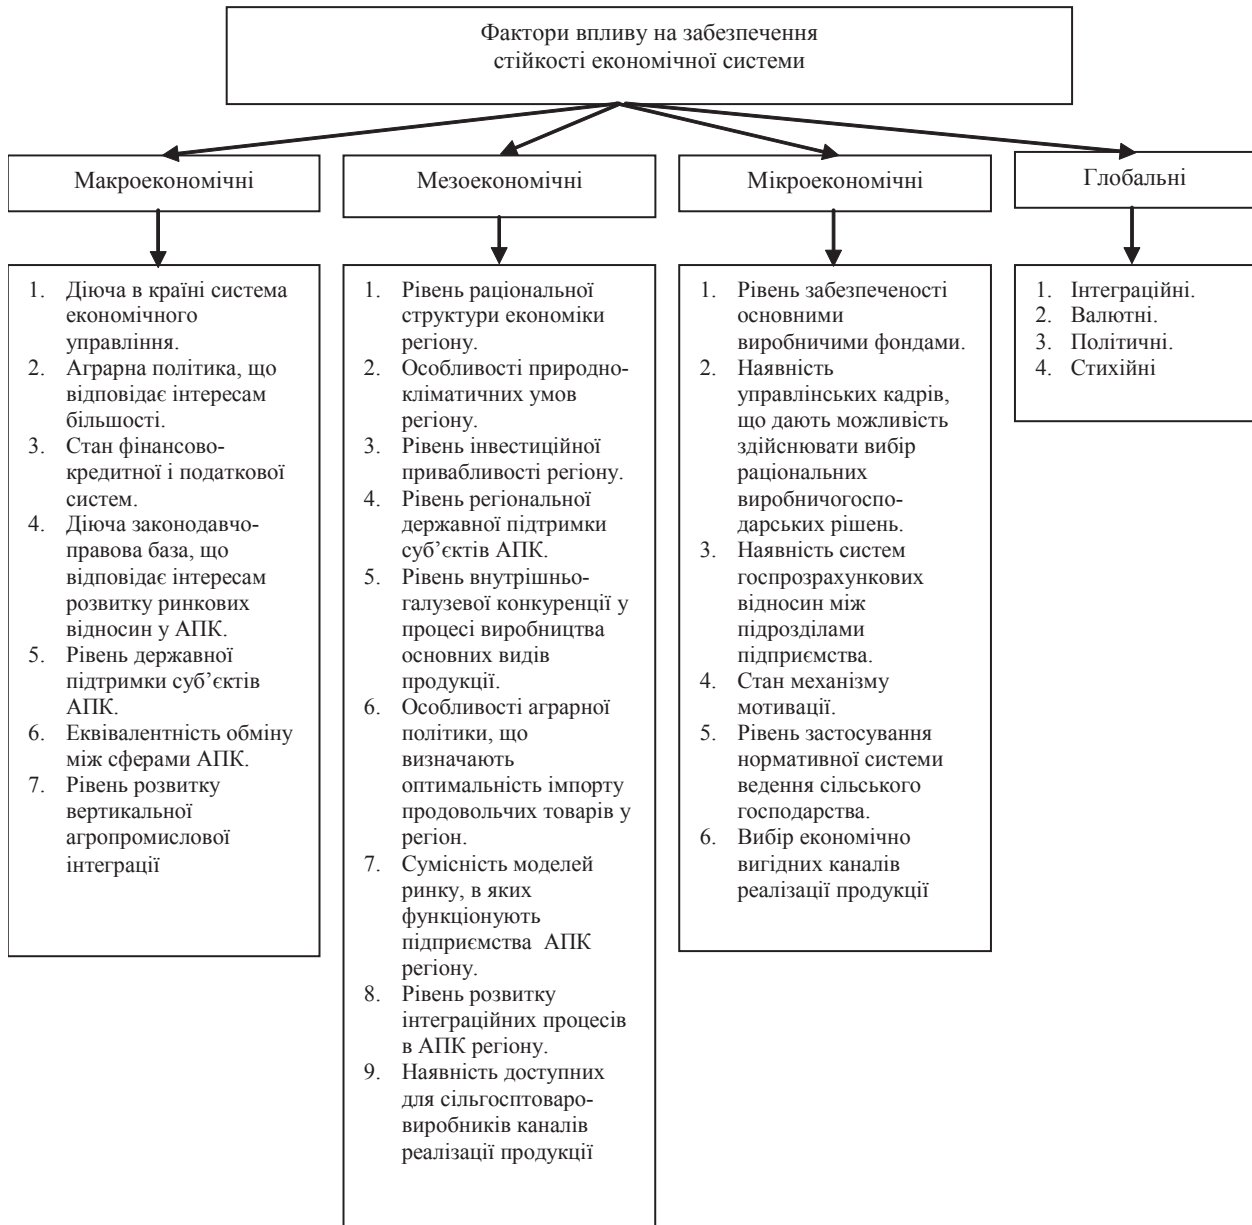 Фактори впливу на забезпечення
стійкості економічної системи
Макроекономічні
Мезоекономічні
Мікроекономічні
Глобальні
1. Діюча в країні система
економічного
управління.
2. Аграрна політика, що
відповідає інтересам
більшості.
3. Стан фінансово-
кредитної і податкової
систем.
4. Діюча законодавчо-
правова база, що
відповідає інтересам
розвитку ринкових
відносин у АПК.
5. Рівень державної
підтримки суб’єктів
АПК.
6. Еквівалентність обміну
між сферами АПК.
7. Рівень розвитку
вертикальної
агропромислової
інтеграції
1. Рівень раціональної
структури економіки
регіону.
2. Особливості природно-
кліматичних умов
регіону.
3. Рівень інвестиційної
привабливості регіону.
4. Рівень регіональної
державної підтримки
суб’єктів АПК.
5. Рівень внутрішньо-
галузевої конкуренції у
процесі виробництва
основних видів
продукції.
6. Особливості аграрної
політики, що
визначають
оптимальність імпорту
продовольчих товарів у
регіон.
7. Сумісність моделей
ринку, в яких
функціонують
підприємства АПК
регіону.
8. Рівень розвитку
інтеграційних процесів
в АПК регіону.
9. Наявність доступних
для сільгосптоваро-
виробників каналів
реалізації продукції
1. Рівень забезпеченості
основними
виробничими фондами.
2. Наявність
управлінських кадрів,
що дають можливість
здійснювати вибір
раціональних
виробничогоспо-
дарських рішень.
3. Наявність систем
госпрозрахункових
відносин між
підрозділами
підприємства.
4. Стан механізму
мотивації.
5. Рівень застосування
нормативної системи
ведення сільського
господарства.
6. Вибір економічно
вигідних каналів
реалізації продукції
1. Інтеграційні.
2. Валютні.
3. Політичні.
4. Стихійні